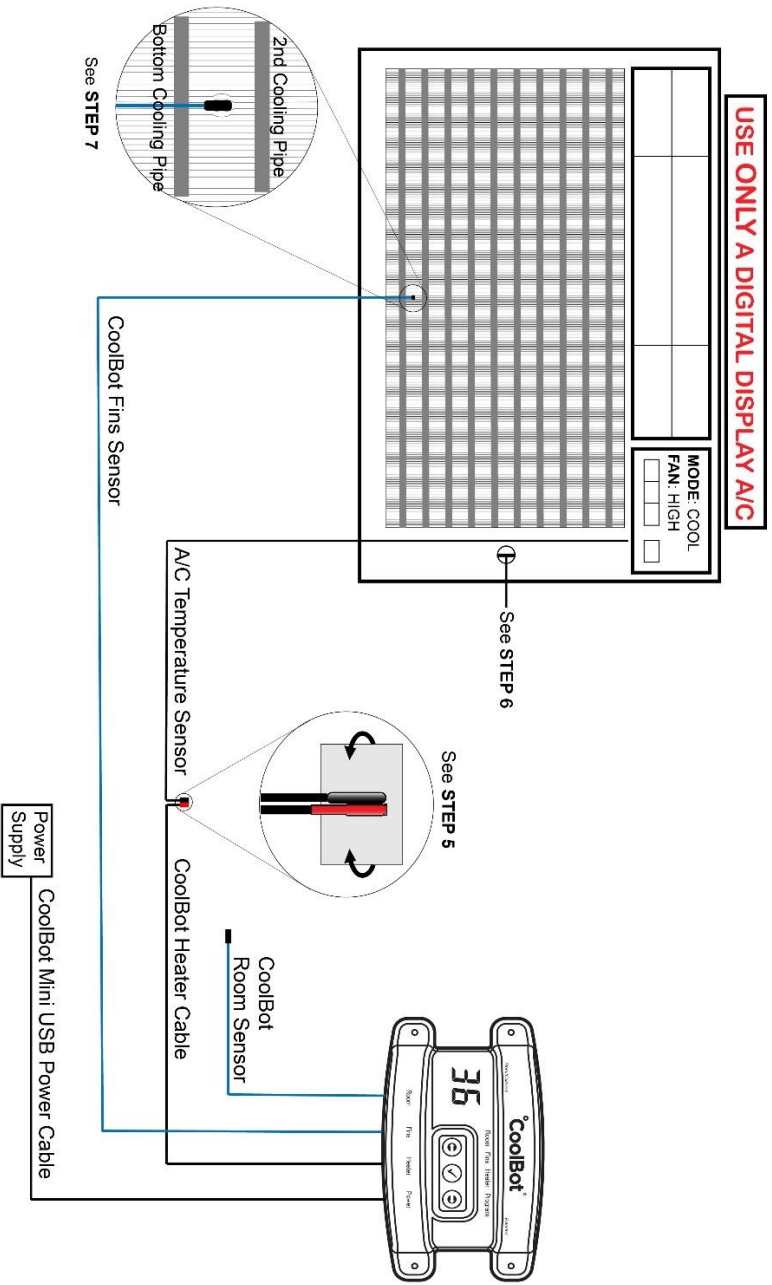 USE ONLY A DIGITAL DISPLAY A/C
MODE: COOL
FAN: HIGH
See STEP 6
2nd Cooling Pipe
Bottom Cooling Pipe
See STEP 7
See STEP 5
CoolBot Fins Sensor
A/C Temperature Sensor
CoolBot Heater Cable
CoolBot
Room Sensor
Power
Supply
CoolBot Mini USB Power Cable
CoolBot
Room Fins Heater Program
36
Room Fins Heater Power